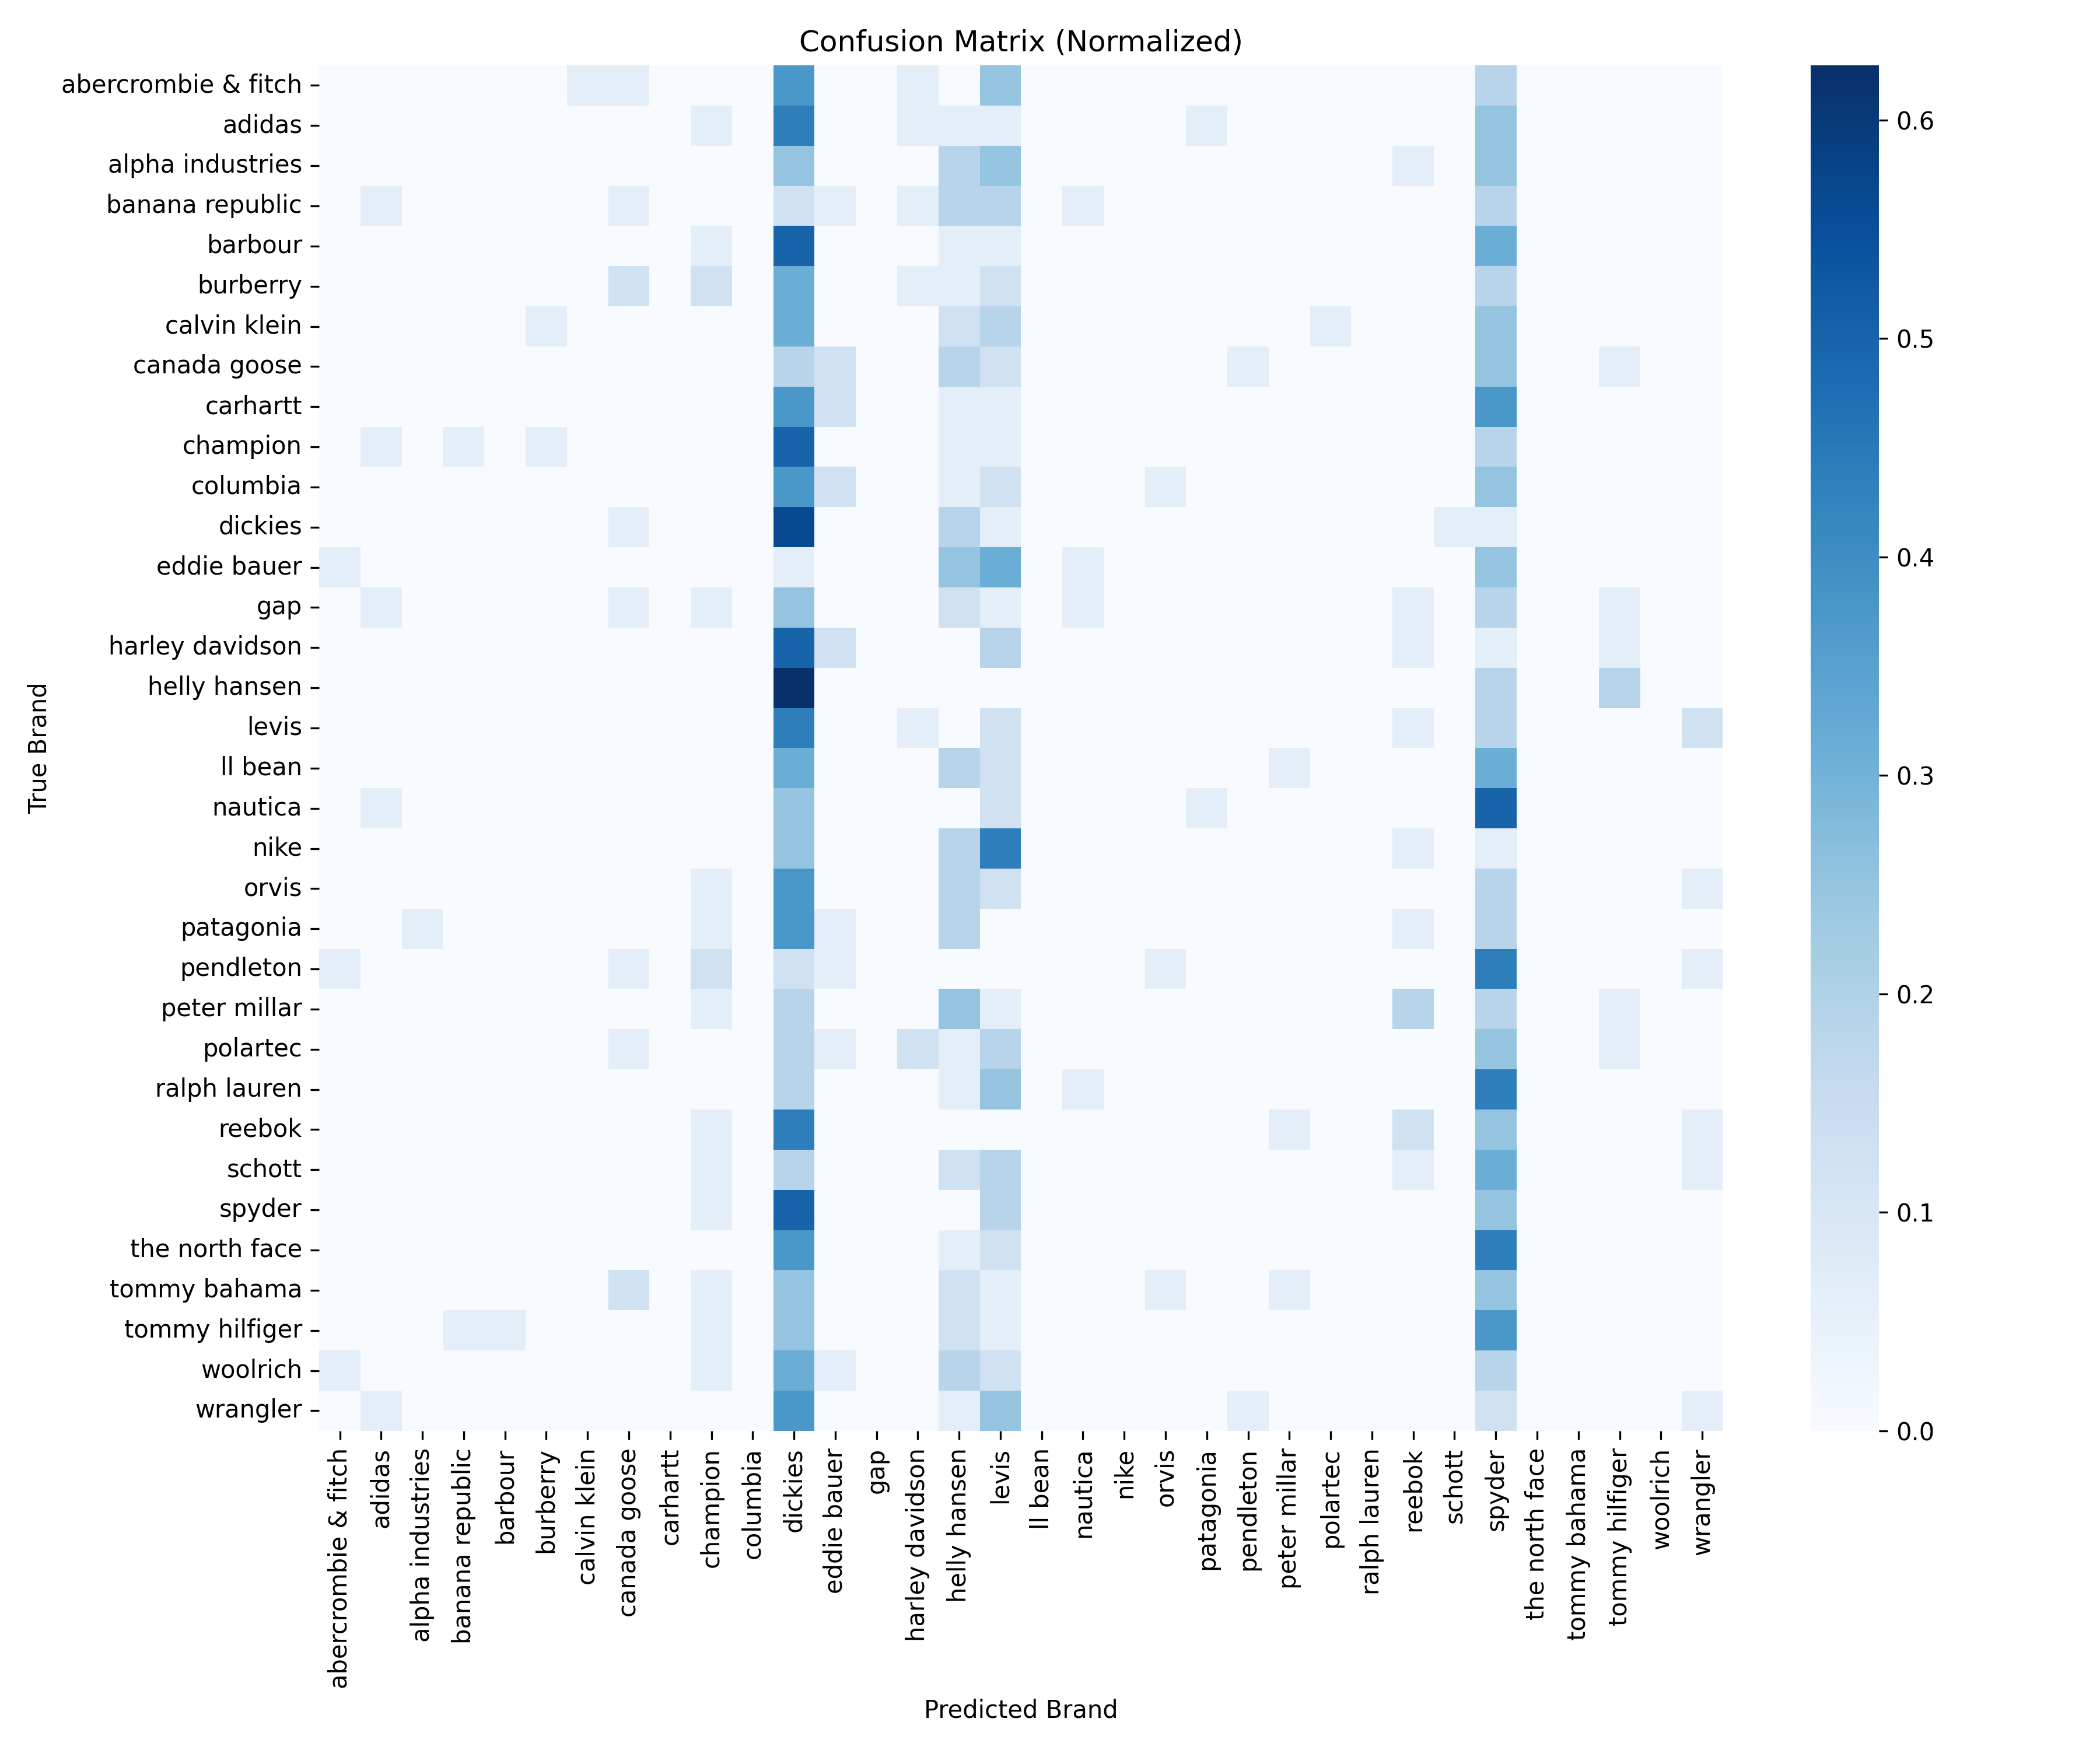 Confusion Matrix (Normalized)
True Brand
abercrombie & fitch
adidas
alpha industries
banana republic
barbour
burberry
calvin klein
canada goose
carhartt
champion
columbia
dickies
eddie bauer
gap
harley davidson
helly hansen
levis
ll bean
nautica
nike
orvis
patagonia
pendleton
peter millar
polartec
ralph lauren
reebok
schott
spyder
the north face
tommy bahama
tommy hilfiger
woolrich
wrangler
abercrombie & fitch
adidas
alpha industries
banana republic
barbour
burberry
calvin klein
canada goose
carhartt
champion
columbia
dickies
eddie bauer
gap
harley davidson
helly hansen
levis
ll bean
nautica
nike
orvis
patagonia
pendleton
peter millar
polartec
ralph lauren
reebok
schott
spyder
the north face
tommy bahama
tommy hilfiger
woolrich
wrangler
Predicted Brand
0.6
0.5
0.4
0.3
0.2
0.1
0.0